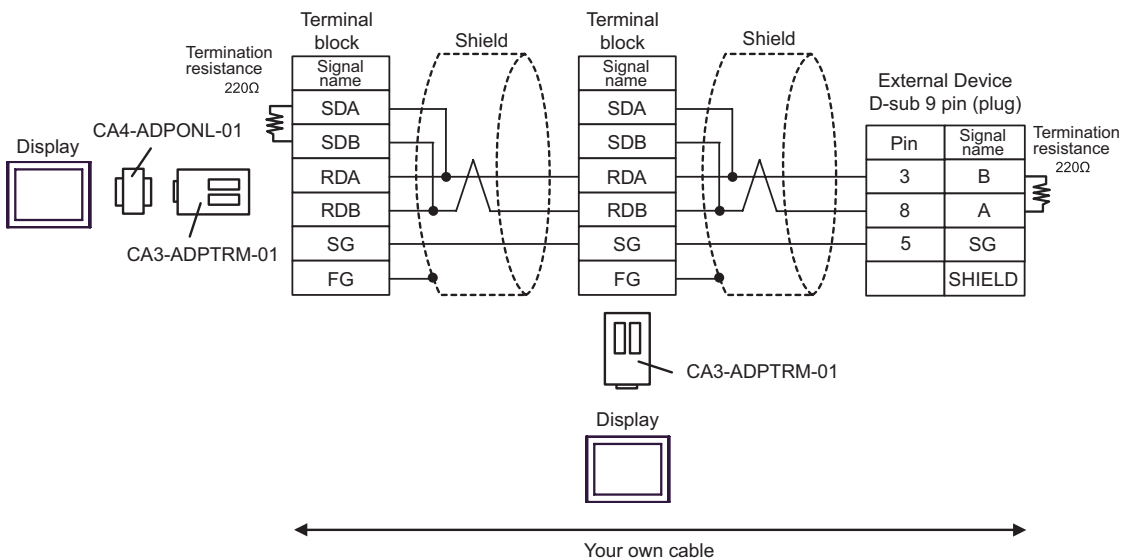 Terminal
block
Shield
Terminal
block
Shield
Termination
resistance
220Ω
External Device
D-sub 9 pin (plug)
Display
CA4-ADPONL-01
CA3-ADPTRM-01
Signal
name
SDA
SDB
RDA
RDB
SG
FG
Signal
name
SDA
SDB
RDA
RDB
SG
FG
Pin Signal
name
3 B
8 A
5 SG
SHIELD
Termination
resistance
220Ω
CA3-ADPTRM-01
Display
Your own cable